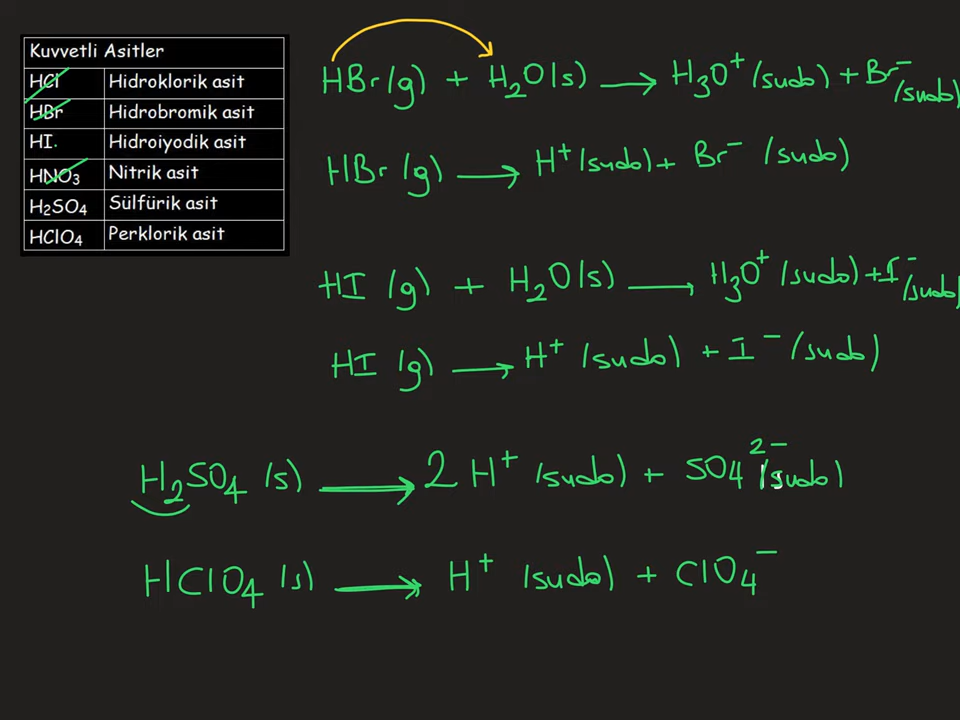 Kuvvetli Asitler
HCl Hidroklorik asit
HBr Hidrobromik asit
HI. Hidroiyodik asit
HNO₃ Nitrik asit
H₂SO₄ Sülfürik asit
HClO₄ Perklorik asit
HBr (g) + H₂O (s) ⟶ H₃O⁺ (suda) + Br⁻ (suda)
HBr (g) ⟶ H⁺ (suda) + Br⁻ (suda)
HI (g) + H₂O (s) ⟶ H₃O⁺ (suda) + I⁻ (suda)
HI (g) ⟶ H⁺ (suda) + I⁻ (suda)
H₂SO₄ (s) ⟶ 2 H⁺ (suda) + SO₄²⁻ (suda)
HClO₄ (s) ⟶ H⁺ (suda) + ClO₄⁻